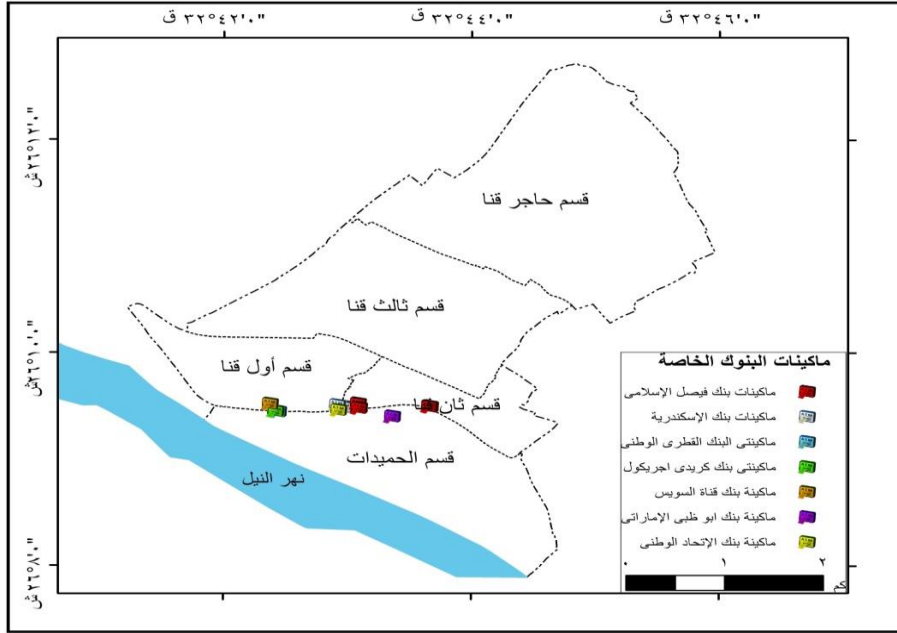 ٣٢°٤٢'٠" ق
٣٢°٤٤'٠" ق
٣٢°٤٦'٠" ق
٢٦°١٢'٠"ش
٢٦°١٠'٠"ش
٢٦°٨'٠"ش
قسم حاجر قنا
قسم ثالث قنا
قسم أول قنا
قسم ثان قنا
قسم الحميدات
نهر النيل
ماكينات البنوك الخاصة
ماكينات بنك فيصل الإسلامى
ماكينات بنك الإسكندرية
ماكينتى البنك القطرى الوطنى
ماكينتى بنك كريدى اجريكول
ماكينة بنك قناة السويس
ماكينة بنك ابو ظبى الإماراتى
ماكينة بنك الإتحاد الوطنى
٠ ١ ٢
كم